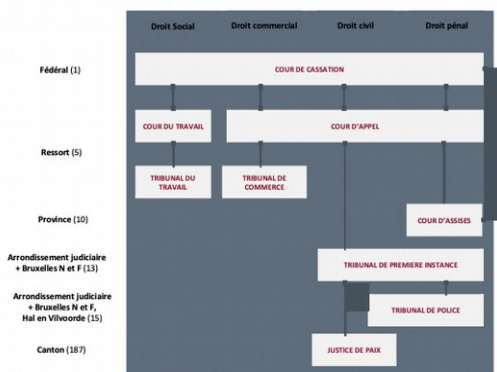 Droit Social Droit commercial Droit civil Droit pénal
Fédéral (1)
COUR DE CASSATION
COUR DU TRAVAIL
COUR D'APPEL
Ressort (5)
TRIBUNAL DU
TRAVAIL
TRIBUNAL DE
COMMERCE
Province (10)
COUR D'ASSISES
Arrondissement judiciaire
+ Bruxelles N et F (13)
TRIBUNAL DE PREMIERE INSTANCE
Arrondissement judiciaire
+ Bruxelles N et F,
Hal en Vilvoorde (15)
TRIBUNAL DE POLICE
Canton (187)
JUSTICE DE PAIX